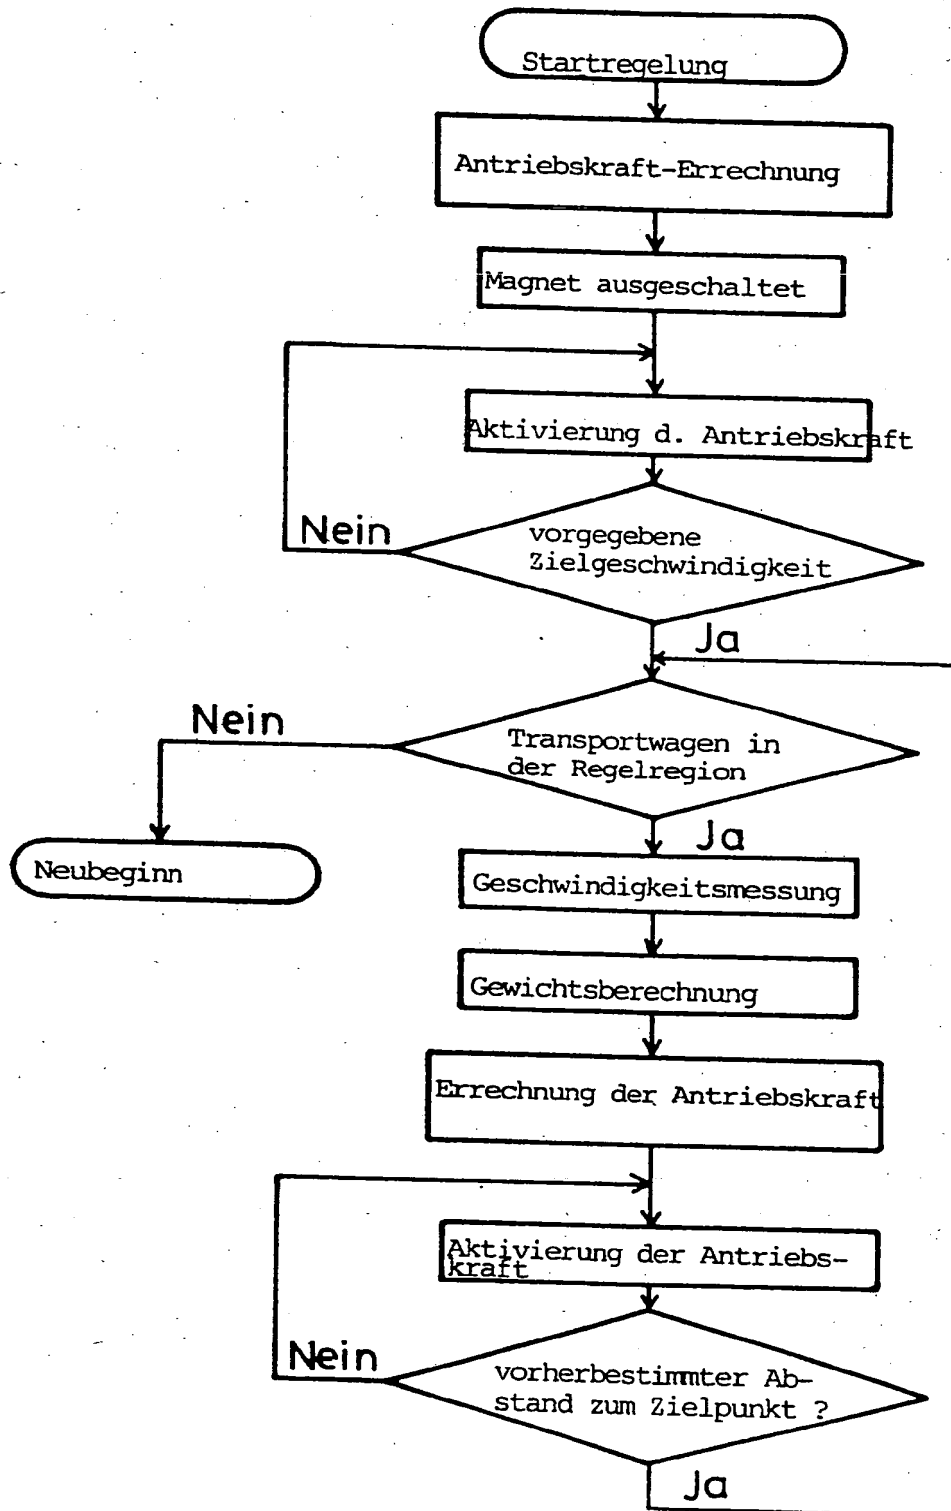 Startregelung
Antriebskraft-Errechnung
Magnet ausgeschaltet
Aktivierung d. Antriebskraft
Nein
vorgegebene
Zielgeschwindigkeit
Ja
Nein
Transportwagen in
der Regelregion
Ja
Neubeginn
Geschwindigkeitsmessung
Gewichtsberechnung
Errechnung der Antriebskraft
Aktivierung der Antriebs-
kraft
Nein
vorherbestimmter Ab-
stand zum Zielpunkt ?
Ja